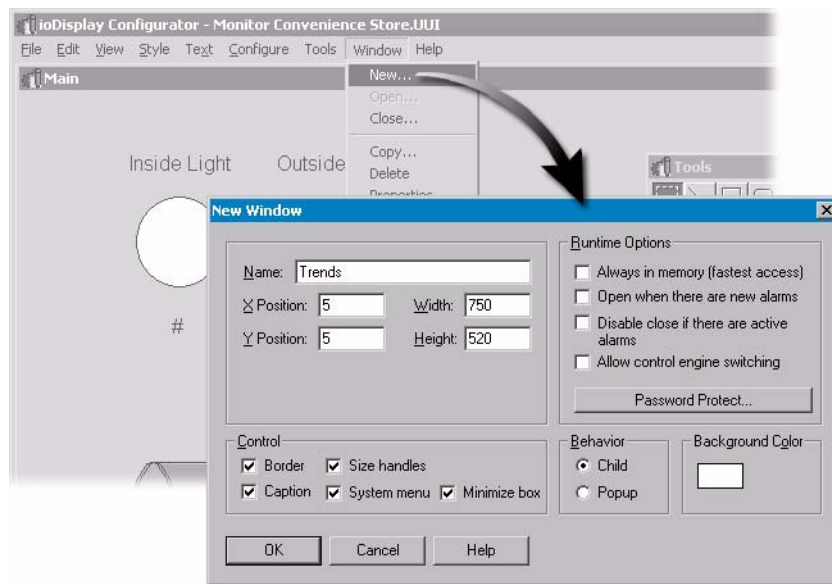 ioDisplay Configurator - Monitor Convenience Store.UUI
File Edit View Style Text Configure Tools Window Help
Main
New...
Open...
Close...
Copy...
Delete
Properties
Inside Light Outside
#
Tools
New Window
Name: Trends
X Position: 5 Width: 750
Y Position: 5 Height: 520
Runtime Options
Always in memory (fastest access)
Open when there are new alarms
Disable close if there are active
alarms
Allow control engine switching
Password Protect...
Control
Border Size handles
Caption System menu Minimize box
Behavior
Child
Popup
Background Color
OK Cancel Help